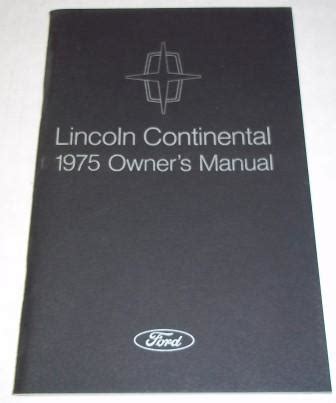 Lincoln Continental
1975 Owner's Manual
Ford